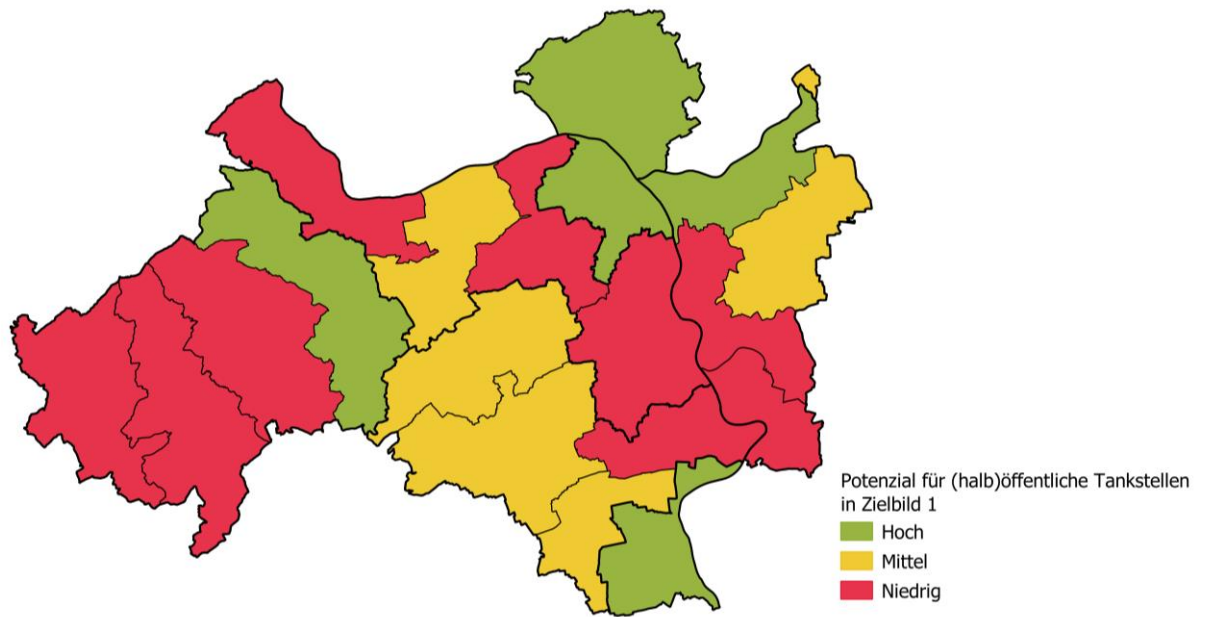 Potenzial für (halb)öffentliche Tankstellen
in Zielbild 1
Hoch
Mittel
Niedrig